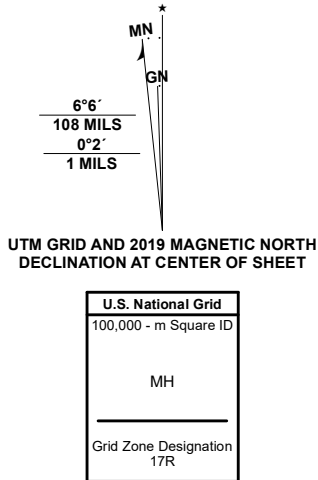 ★
MN
GN
6°6´
108 MILS
0°2´
1 MILS
UTM GRID AND 2019 MAGNETIC NORTH
DECLINATION AT CENTER OF SHEET
U.S. National Grid
100,000 - m Square ID
MH
Grid Zone Designation
17R